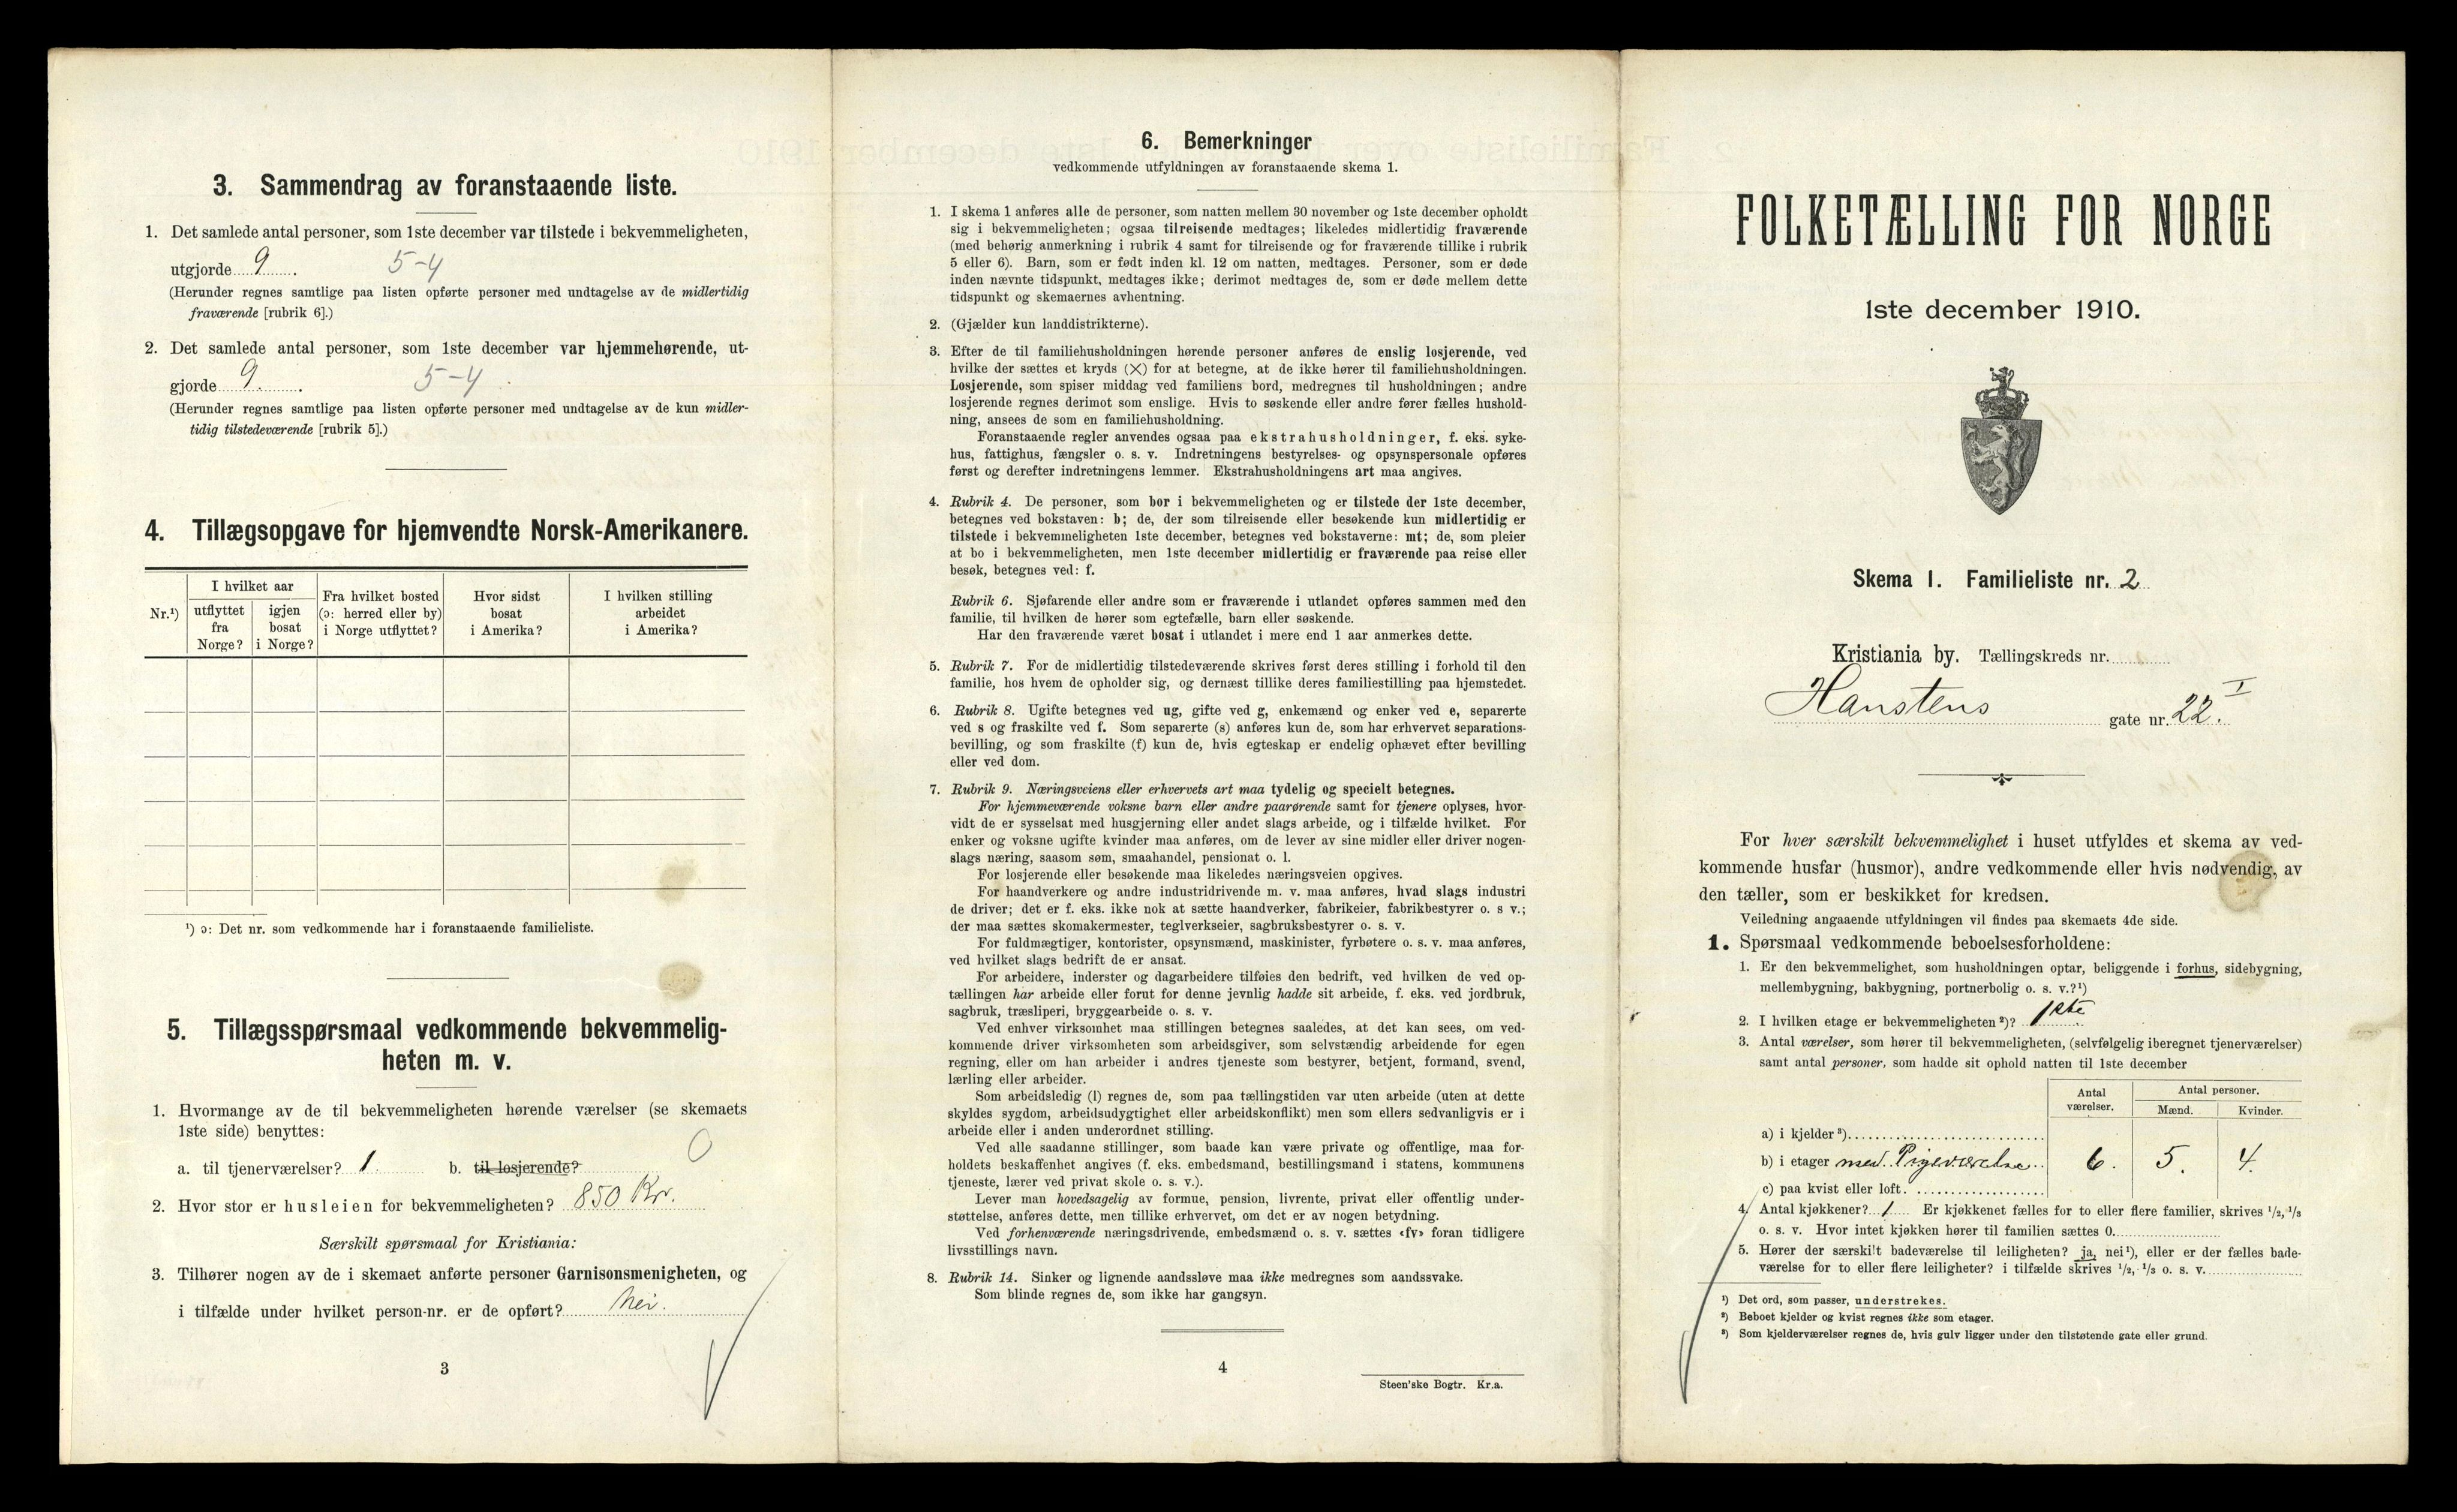 3. Sammendrag av foranstaaende liste.
1. Det samlede antal personer, som 1ste december var tilstede i bekvemmeligheten,
utgjorde 9. 5-4
(Herunder regnes samtlige paa listen opførte personer med undtagelse av de midlertidig
fraværende [rubrik 6].)
2. Det samlede antal personer, som 1ste december var hjemmehørende, ut-
gjorde 9. 5-4
(Herunder regnes samtlige paa listen opførte personer med undtagelse av de kun midler-
tidig tilstedeværende [rubrik 5].)
4. Tillægsopgave for hjemvendte Norsk-Amerikanere.
Nr.¹)
I hvilket aar
utflyttet fra Norge?
igjen bosat i Norge?
Fra hvilket bosted (ɔ: herred eller by) i Norge utflyttet?
Hvor sidst bosat i Amerika?
I hvilken stilling arbeidet i Amerika?
¹) ɔ: Det nr. som vedkommende har i foranstaaende familieliste.
5. Tillægsspørsmaal vedkommende bekvemmelig-
heten m. v.
1. Hvormange av de til bekvemmeligheten hørende værelser (se skemaets
1ste side) benyttes:
a. til tjenerværelser? 1 b. til losjerende? 0
2. Hvor stor er husleien for bekvemmeligheten? 850 Kr.
Særskilt spørsmaal for Kristiania:
3. Tilhører nogen av de i skemaet anførte personer Garnisonsmenigheten, og
i tilfælde under hvilket person-nr. er de opført? Nei.
3
6. Bemerkninger
vedkommende utfyldningen av foranstaaende skema 1.
1. I skema 1 anføres alle de personer, som natten mellem 30 november og 1ste december opholdt
sig i bekvemmeligheten; ogsaa tilreisende medtages; likeledes midlertidig fraværende
(med behørig anmerkning i rubrik 4 samt for tilreisende og for fraværende tillike i rubrik
5 eller 6). Barn, som er født inden kl. 12 om natten, medtages. Personer, som er døde
inden nævnte tidspunkt, medtages ikke; derimot medtages de, som er døde mellem dette
tidspunkt og skemaernes avhentning.
2. (Gjælder kun landdistrikterne).
3. Efter de til familiehusholdningen hørende personer anføres de enslig losjerende, ved
hvilke der sættes et kryds (×) for at betegne, at de ikke hører til familiehusholdningen.
Losjerende, som spiser middag ved familiens bord, medregnes til husholdningen; andre
losjerende regnes derimot som enslige. Hvis to søskende eller andre fører fælles hushold-
ning, ansees de som en familiehusholdning.
Foranstaaende regler anvendes ogsaa paa ekstrahusholdninger, f. eks. syke-
hus, fattighus, fængsler o. s. v. Indretningens bestyrelses- og opsynspersonale opføres
først og derefter indretningens lemmer. Ekstrahusholdningens art maa angives.
4. Rubrik 4. De personer, som bor i bekvemmeligheten og er tilstede der 1ste december,
betegnes ved bokstaven: b; de, der som tilreisende eller besøkende kun midlertidig er
tilstede i bekvemmeligheten 1ste december, betegnes ved bokstaverne: mt; de, som pleier
at bo i bekvemmeligheten, men 1ste december midlertidig er fraværende paa reise eller
besøk, betegnes ved: f.
Rubrik 6. Sjøfarende eller andre som er fraværende i utlandet opføres sammen med den
familie, til hvilken de hører som egtefælle, barn eller søskende.
Har den fraværende været bosat i utlandet i mere end 1 aar anmerkes dette.
5. Rubrik 7. For de midlertidig tilstedeværende skrives først deres stilling i forhold til den
familie, hos hvem de opholder sig, og dernæst tillike deres familiestilling paa hjemstedet.
6. Rubrik 8. Ugifte betegnes ved ug, gifte ved g, enkemænd og enker ved e, separerte
ved s og fraskilte ved f. Som separerte (s) anføres kun de, som har erhvervet separations-
bevilling, og som fraskilte (f) kun de, hvis egteskap er endelig ophævet efter bevilling
eller ved dom.
7. Rubrik 9. Næringsveiens eller erhvervets art maa tydelig og specielt betegnes.
For hjemmeværende voksne barn eller andre paarørende samt for tjenere oplyses, hvor-
vidt de er sysselsat med husgjerning eller andet slags arbeide, og i tilfælde hvilket. For
enker og voksne ugifte kvinder maa anføres, om de lever av sine midler eller driver nogen-
slags næring, saasom søm, smaahandel, pensionat o. l.
For losjerende eller besøkende maa likeledes næringsveien opgives.
For haandverkere og andre industridrivende m. v. maa anføres, hvad slags industri
de driver; det er f. eks. ikke nok at sætte haandverker, fabrikeier, fabrikbestyrer o. s v.;
der maa sættes skomakermester, teglverkseier, sagbruksbestyrer o. s. v.
For fuldmægtiger, kontorister, opsynsmænd, maskinister, fyrbøtere o. s. v. maa anføres,
ved hvilket slags bedrift de er ansat.
For arbeidere, inderster og dagarbeidere tilføies den bedrift, ved hvilken de ved op-
tællingen har arbeide eller forut for denne jevnlig hadde sit arbeide, f. eks. ved jordbruk,
sagbruk, træsliperi, bryggearbeide o. s. v.
Ved enhver virksomhet maa stillingen betegnes saaledes, at det kan sees, om ved-
kommende driver virksomheten som arbeidsgiver, som selvstændig arbeidende for egen
regning, eller om han arbeider i andres tjeneste som bestyrer, betjent, formand, svend,
lærling eller arbeider.
Som arbeidsledig (l) regnes de, som paa tællingstiden var uten arbeide (uten at dette
skyldes sygdom, arbeidsudygtighet eller arbeidskonflikt) men som ellers sedvanligvis er i
arbeide eller i anden underordnet stilling.
Ved alle saadanne stillinger, som baade kan være private og offentlige, maa for-
holdets beskaffenhet angives (f. eks. embedsmand, bestillingsmand i statens, kommunens
tjeneste, lærer ved privat skole o. s. v.).
Lever man hovedsagelig av formue, pension, livrente, privat eller offentlig under-
støttelse, anføres dette, men tillike erhvervet, om det er av nogen betydning.
Ved forhenværende næringsdrivende, embedsmænd o. s. v. sættes «fv» foran tidligere
livsstillings navn.
8. Rubrik 14. Sinker og lignende aandssløve maa ikke medregnes som aandssvake.
Som blinde regnes de, som ikke har gangsyn.
4
Steen'ske Bogtr. Kr.a.
FOLKETÆLLING FOR NORGE
1ste december 1910.
Skema 1. Familieliste nr. 2
Kristiania by. Tællingskreds nr.
Hanstens gate nr. 22. I
For hver særskilt bekvemmelighet i huset utfyldes et skema av ved-
kommende husfar (husmor), andre vedkommende eller hvis nødvendig, av
den tæller, som er beskikket for kredsen.
Veiledning angaaende utfyldningen vil findes paa skemaets 4de side.
1. Spørsmaal vedkommende beboelsesforholdene:
1. Er den bekvemmelighet, som husholdningen optar, beliggende i forhus, sidebygning,
mellembygning, bakbygning, portnerbolig o. s. v.?¹)
2. I hvilken etage er bekvemmeligheten²)? 1ste
3. Antal værelser, som hører til bekvemmeligheten, (selvfølgelig iberegnet tjenerværelser)
samt antal personer, som hadde sit ophold natten til 1ste december
Antal værelser.
Antal personer.
Mænd. Kvinder.
a) i kjelder³)
b) i etager med Pigeværelse 6. 5. 4.
c) paa kvist eller loft.
4. Antal kjøkkener? 1 Er kjøkkenet fælles for to eller flere familier, skrives 1/2, 1/3
o. s. v. Hvor intet kjøkken hører til familien sættes 0.
5. Hører der særskilt badeværelse til leiligheten? ja, nei¹), eller er der fælles bade-
værelse for to eller flere leiligheter? i tilfælde skrives 1/2, 1/3 o. s. v.
¹) Det ord, som passer, understrekes.
²) Beboet kjelder og kvist regnes ikke som etager.
³) Som kjelderværelser regnes de, hvis gulv ligger under den tilstøtende gate eller grund.